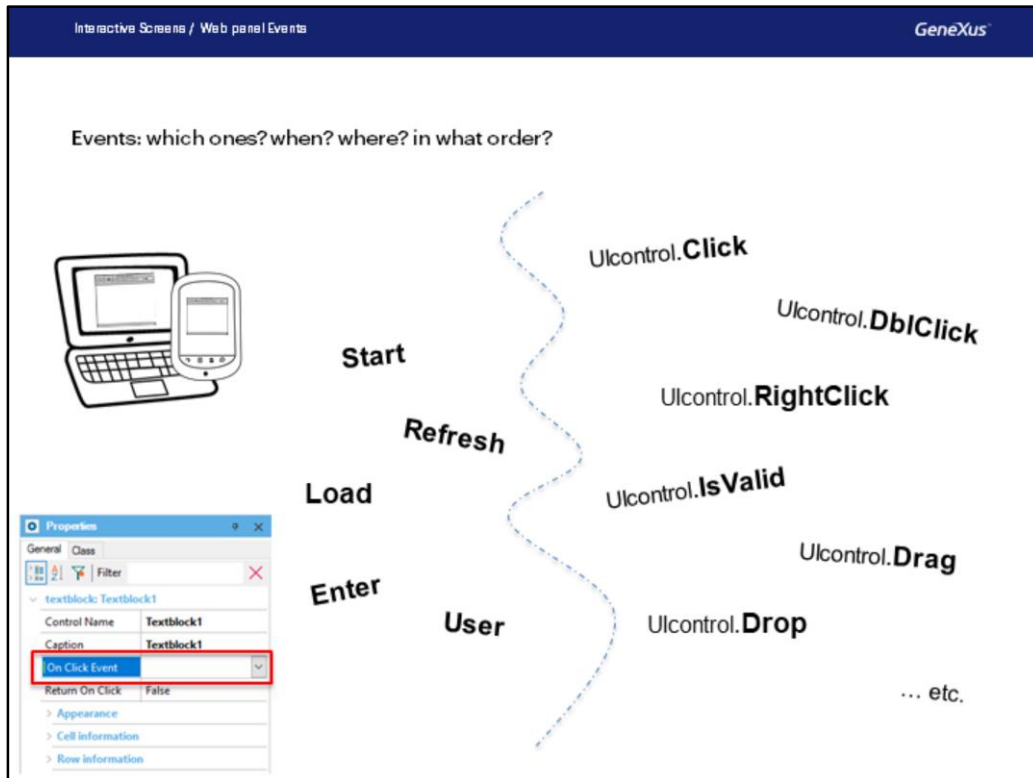 Interactive Screens / Web panel Events
GeneXus™
Events: which ones? when? where? in what order?
UIcontrol.Click
UIcontrol.DblClick
Start
UIcontrol.RightClick
Refresh
Load
UIcontrol.IsValid
UIcontrol.Drag
Enter
User
UIcontrol.Drop
... etc.
Properties
General Class
Filter
textblock: Textblock1
Control Name Textblock1
Caption Textblock1
On Click Event
Return On Click False
Appearance
Cell information
Row information